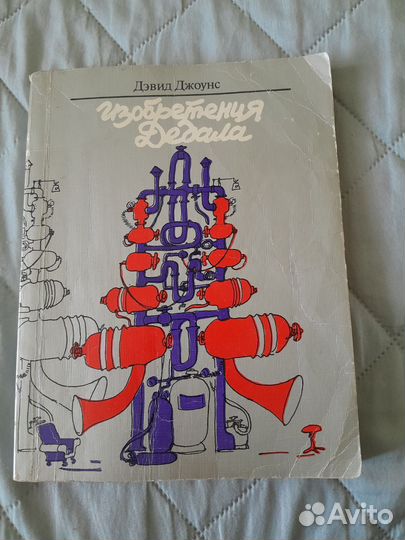 Дэвид Джоунс
изобретения
Дедала
Avito